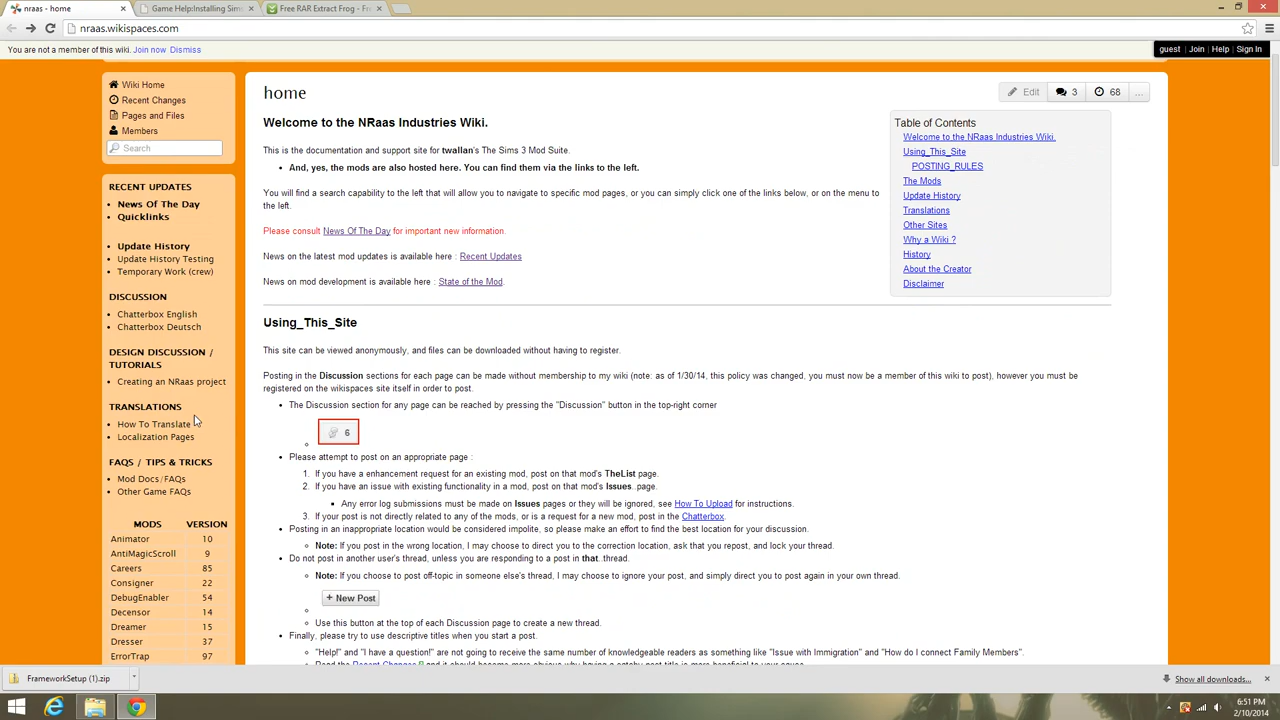 nraas - home
Game Help:Installing Sim
Free RAR Extract Frog - Fr
nraas.wikispaces.com
You are not a member of this wiki. Join now Dismiss
guest | Join | Help | Sign In
Wiki Home
Recent Changes
Pages and Files
Members
Search
RECENT UPDATES
News Of The Day
Quicklinks
Update History
Update History Testing
Temporary Work (crew)
DISCUSSION
Chatterbox English
Chatterbox Deutsch
DESIGN DISCUSSION /
TUTORIALS
Creating an NRaas project
TRANSLATIONS
How To Translate
Localization Pages
FAQS / TIPS & TRICKS
Mod Docs/FAQs
Other Game FAQs
MODS VERSION
Animator 10
AntiMagicScroll 9
Careers 85
Consigner 22
DebugEnabler 54
Decensor 14
Dreamer 15
Dresser 37
ErrorTrap 97
home
Edit 3 68 ...
Welcome to the NRaas Industries Wiki.
This is the documentation and support site for twallan's The Sims 3 Mod Suite.
And, yes, the mods are also hosted here. You can find them via the links to the left.
You will find a search capability to the left that will allow you to navigate to specific mod pages, or you can simply click one of the links below, or on the menu to
the left.
Please consult News Of The Day for important new information.
News on the latest mod updates is available here : Recent Updates
News on mod development is available here : State of the Mod.
Table of Contents
Welcome to the NRaas Industries Wiki.
Using_This_Site
POSTING_RULES
The Mods
Update History
Translations
Other Sites
Why a Wiki ?
History
About the Creator
Disclaimer
Using_This_Site
This site can be viewed anonymously, and files can be downloaded without having to register.
Posting in the Discussion sections for each page can be made without membership to my wiki (note: as of 1/30/14, this policy was changed, you must now be a member of this wiki to post), however you must be
registered on the wikispaces site itself in order to post.
The Discussion section for any page can be reached by pressing the "Discussion" button in the top-right corner
6
Please attempt to post on an appropriate page :
1. If you have a enhancement request for an existing mod, post on that mod's TheList page.
2. If you have an issue with existing functionality in a mod, post on that mod's Issues page.
Any error log submissions must be made on Issues pages or they will be ignored, see How To Upload for instructions.
3. If your post is not directly related to any of the mods, or is a request for a new mod, post in the Chatterbox.
Posting in an inappropriate location would be considered impolite, so please make an effort to find the best location for your discussion.
Note: If you post in the wrong location, I may choose to direct you to the correction location, ask that you repost, and lock your thread.
Do not post in another user's thread, unless you are responding to a post in that thread.
Note: If you choose to post off-topic in someone else's thread, I may choose to ignore your post, and simply direct you to post again in your own thread.
+ New Post
Use this button at the top of each Discussion page to create a new thread.
Finally, please try to use descriptive titles when you start a post.
"Help!" and "I have a question!" are not going to receive the same number of knowledgeable readers as something like "Issue with Immigration" and "How do I connect Family Members".
FrameworkSetup (1).zip
Show all downloads...
6:51 PM
2/10/2014